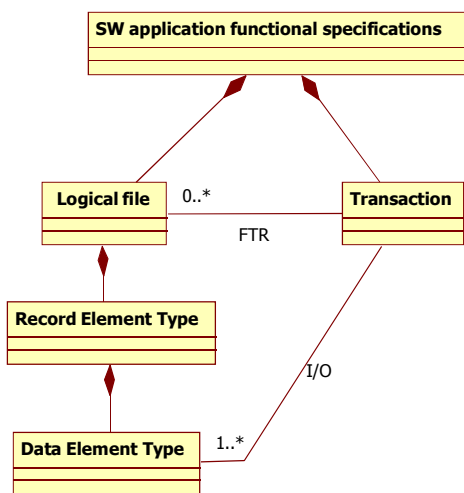 SW application functional specifications
Logical file
0..*
Transaction
FTR
Record Element Type
I/O
Data Element Type
1..*